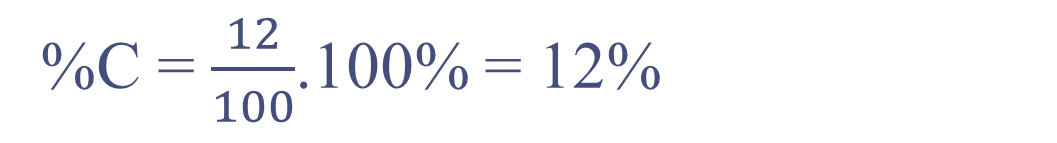 %C = 12/100 .100% = 12%